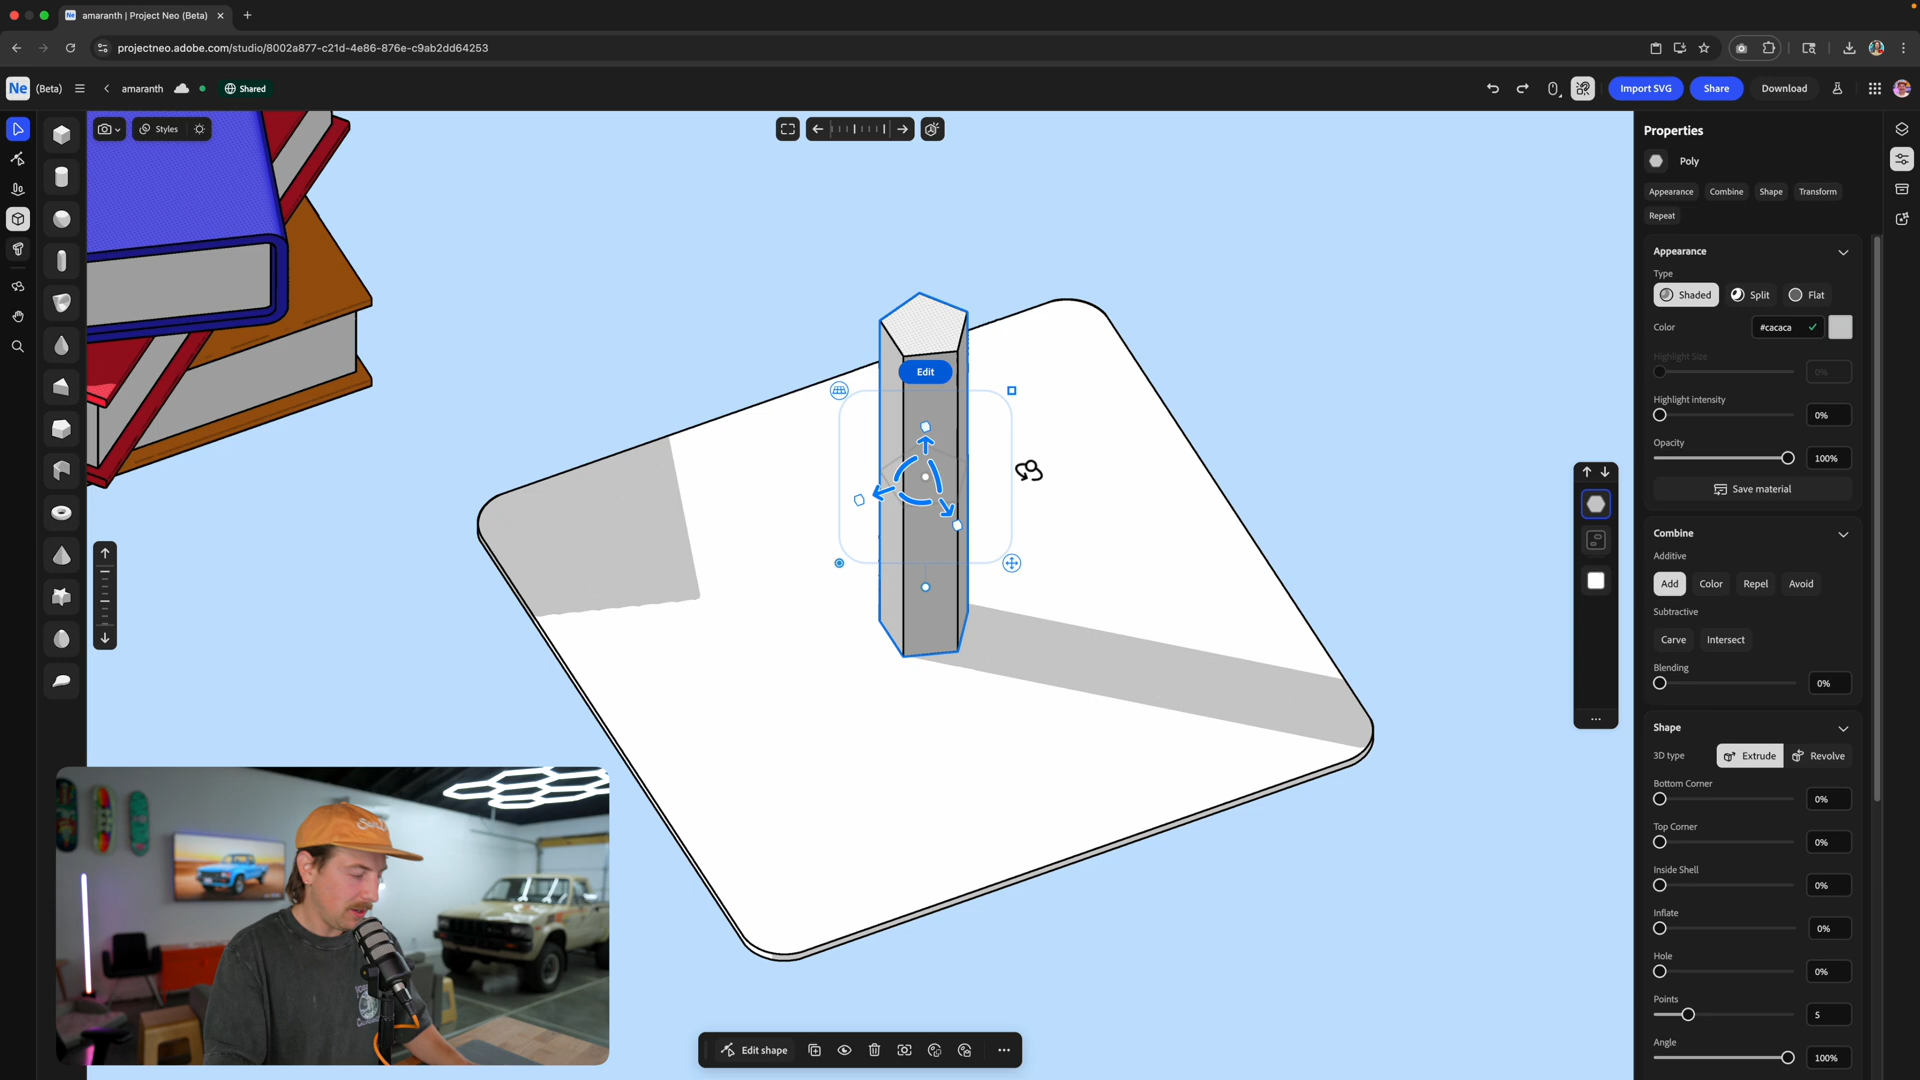 Ne amaranth | Project Neo (Beta)
projectneo.adobe.com/studio/8002a877-c21d-4e86-876e-c9ab2dd64253
Ne (Beta) amaranth Shared Import SVG Share Download
Styles
Properties
Poly
Appearance Combine Shape Transform
Repeat
Appearance
Type
Shaded Split Flat
Color #cacaca
Highlight Size 0%
Highlight intensity 0%
Opacity 100%
Save material
Combine
Additive
Add Color Repel Avoid
Subtractive
Carve Intersect
Blending 0%
Shape
3D type Extrude Revolve
Bottom Corner 0%
Top Corner 0%
Inside Shell 0%
Inflate 0%
Hole 0%
Points 5
Angle 100%
Edit
Edit shape